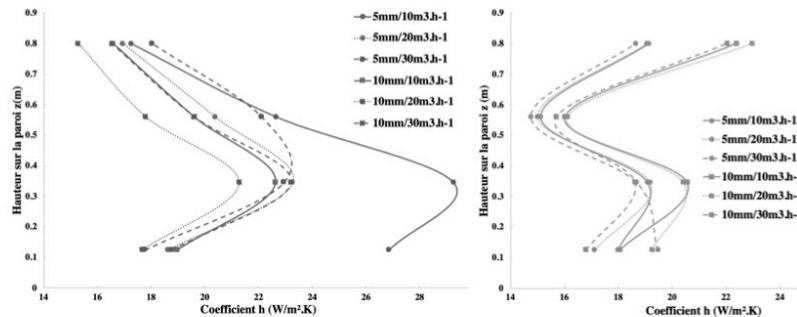 0.9
0.8
0.7
0.6
0.5
0.4
0.3
0.2
0.1
0
Hauteur sur la paroi z(m)
14 16 18 20 22 24 26 28
Coefficient h (W/m².K)
5mm/10m3.h-1
5mm/20m3.h-1
5mm/30m3.h-1
10mm/10m3.h-1
10mm/20m3.h-1
10mm/30m3.h-1
0.9
0.8
0.7
0.6
0.5
0.4
0.3
0.2
0.1
0
Hauteur sur la paroi z (m)
14 16 18 20 22 24
Coefficient h (W/m².K)
5mm/10m3.h-
5mm/20m3.h-
5mm/30m3.h-
10mm/10m3.h-
10mm/20m3.h-
10mm/30m3.h-